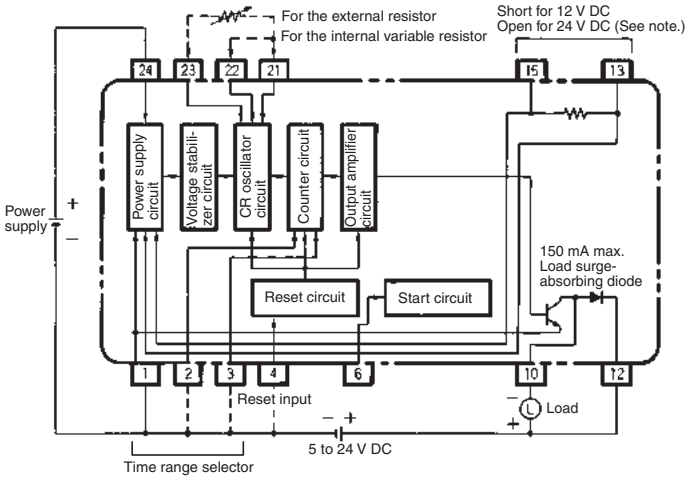 For the external resistor
For the internal variable resistor
Short for 12 V DC
Open for 24 V DC (See note.)
24
23
22
21
15
13
Power supply
circuit
Voltage stabili-
zer circuit
CR oscillator
circuit
Counter circuit
Output amplifier
circuit
+
Power
supply
−
150 mA max.
Load surge-
absorbing diode
Reset circuit
Start circuit
1
2
3
4
6
10
12
Reset input
−
L
Load
+
− +
5 to 24 V DC
Time range selector